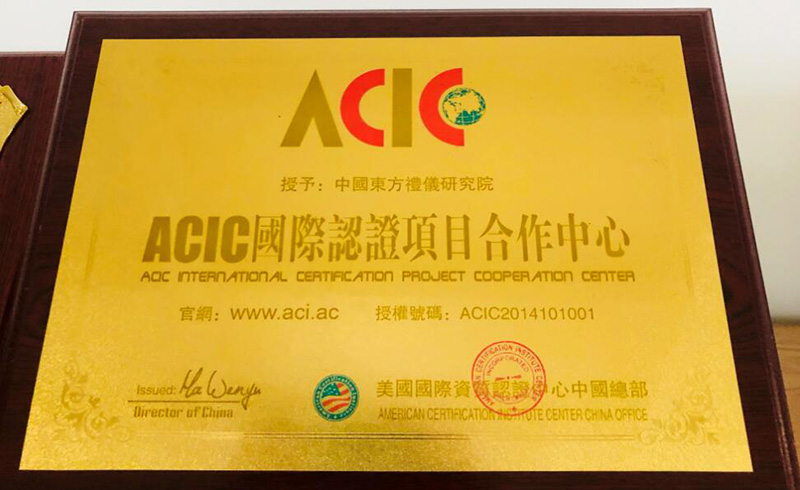 ACIC
授予：中國東方禮儀研究院
ACIC國際認證項目合作中心
ACIC INTERNATIONAL CERTIFICATION PROJECT COOPERATION CENTER
官網：www.aci.ac 授權號碼：ACIC2014101001
Issued: Ma Wenyu
Director of China
美國國際資質認證中心中國總部
AMERICAN CERTIFICATION INSTITUTE CENTER CHINA OFFICE